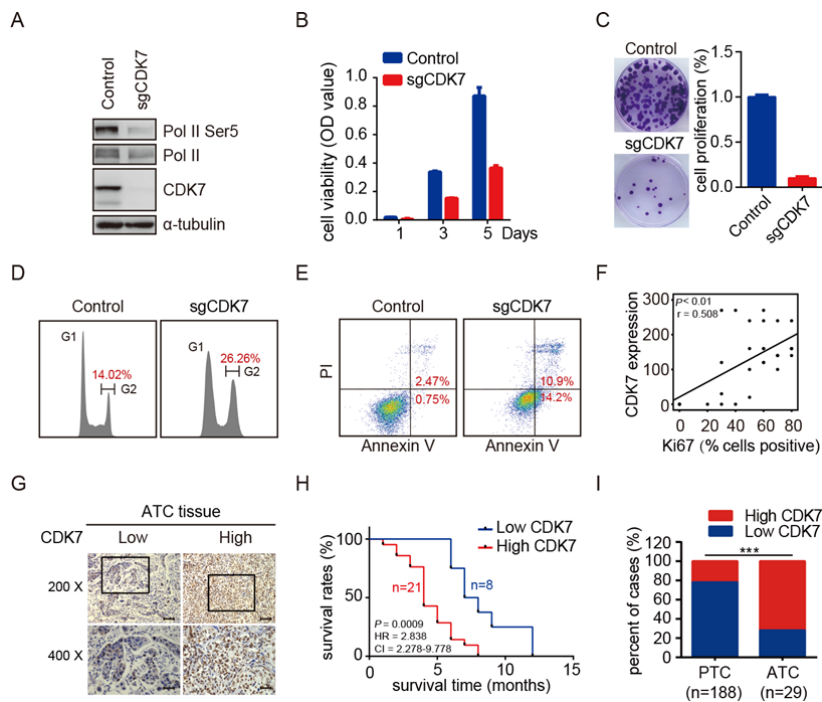 A
Control
sgCDK7
Pol II Ser5
Pol II
CDK7
α-tubulin
B
Control
sgCDK7
cell viability (OD value)
1.0
0.8
0.6
0.4
0.2
0.0
1 3 5 Days
C
Control
sgCDK7
cell proliferation (%)
1.5
1.0
0.5
0.0
Control
sgCDK7
D
Control
sgCDK7
G1
14.02%
G2
G1
26.26%
G2
E
Control
sgCDK7
PI
2.47%
0.75%
10.9%
14.2%
Annexin V
Annexin V
F
CDK7 expression
300
200
100
0
P< 0.01
r = 0.508
0 20 40 60 80
Ki67 (% cells positive)
G
ATC tissue
CDK7 Low High
200 X
400 X
H
survival rates (%)
100
50
0
Low CDK7
High CDK7
n=21
n=8
P = 0.0009
HR = 2.838
CI = 2.278-9.778
0 5 10 15
survival time (months)
I
High CDK7
Low CDK7
percent of cases (%)
120
100
80
60
40
20
0
***
PTC ATC
(n=188) (n=29)